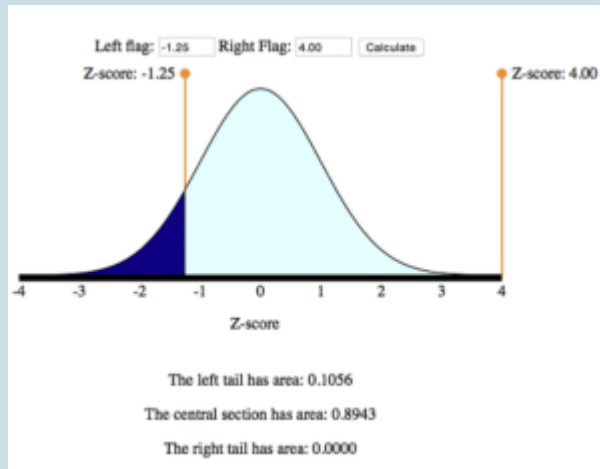 Left flag: -1.25 Right Flag: 4.00 Calculate
Z-score: -1.25 Z-score: 4.00
-4 -3 -2 -1 0 1 2 3 4
Z-score
The left tail has area: 0.1056
The central section has area: 0.8943
The right tail has area: 0.0000